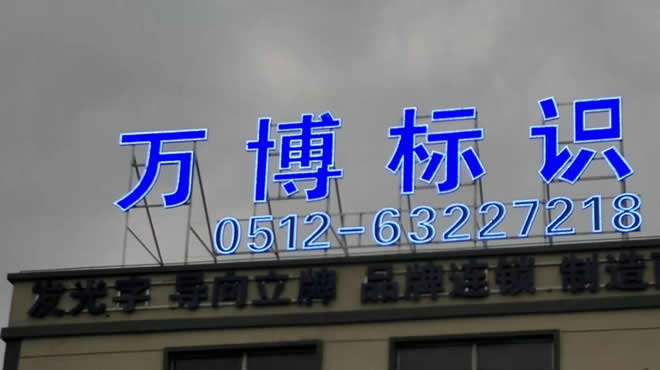 万博标识
0512-63227218
发光字 导向立牌 品牌连锁 制造